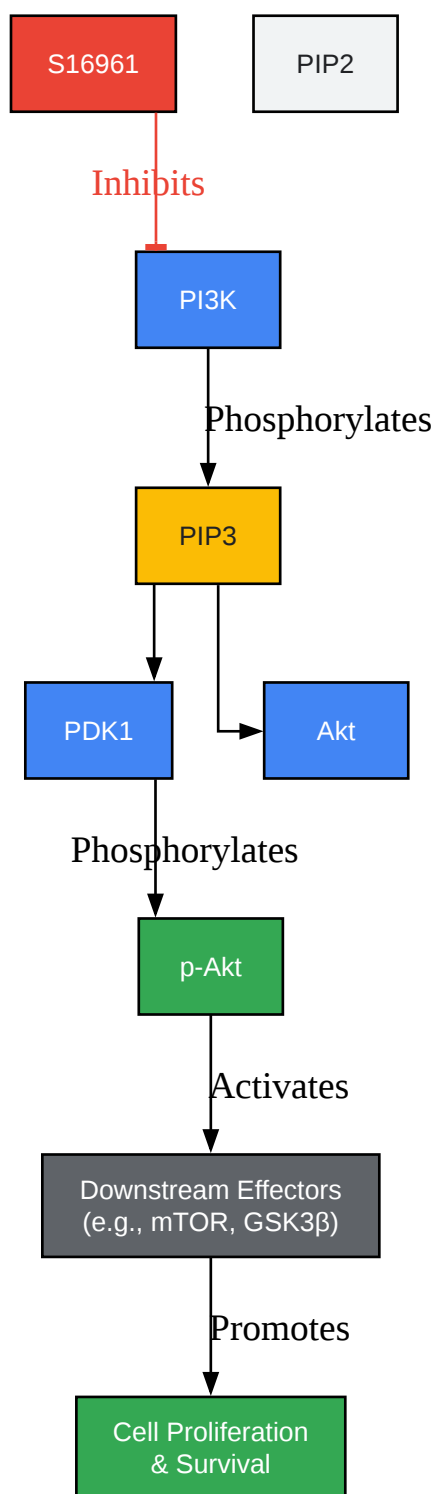 S16961
PIP2
Inhibits
PI3K
Phosphorylates
PIP3
PDK1
Akt
Phosphorylates
p-Akt
Activates
Downstream Effectors
(e.g., mTOR, GSK3β)
Promotes
Cell Proliferation
& Survival